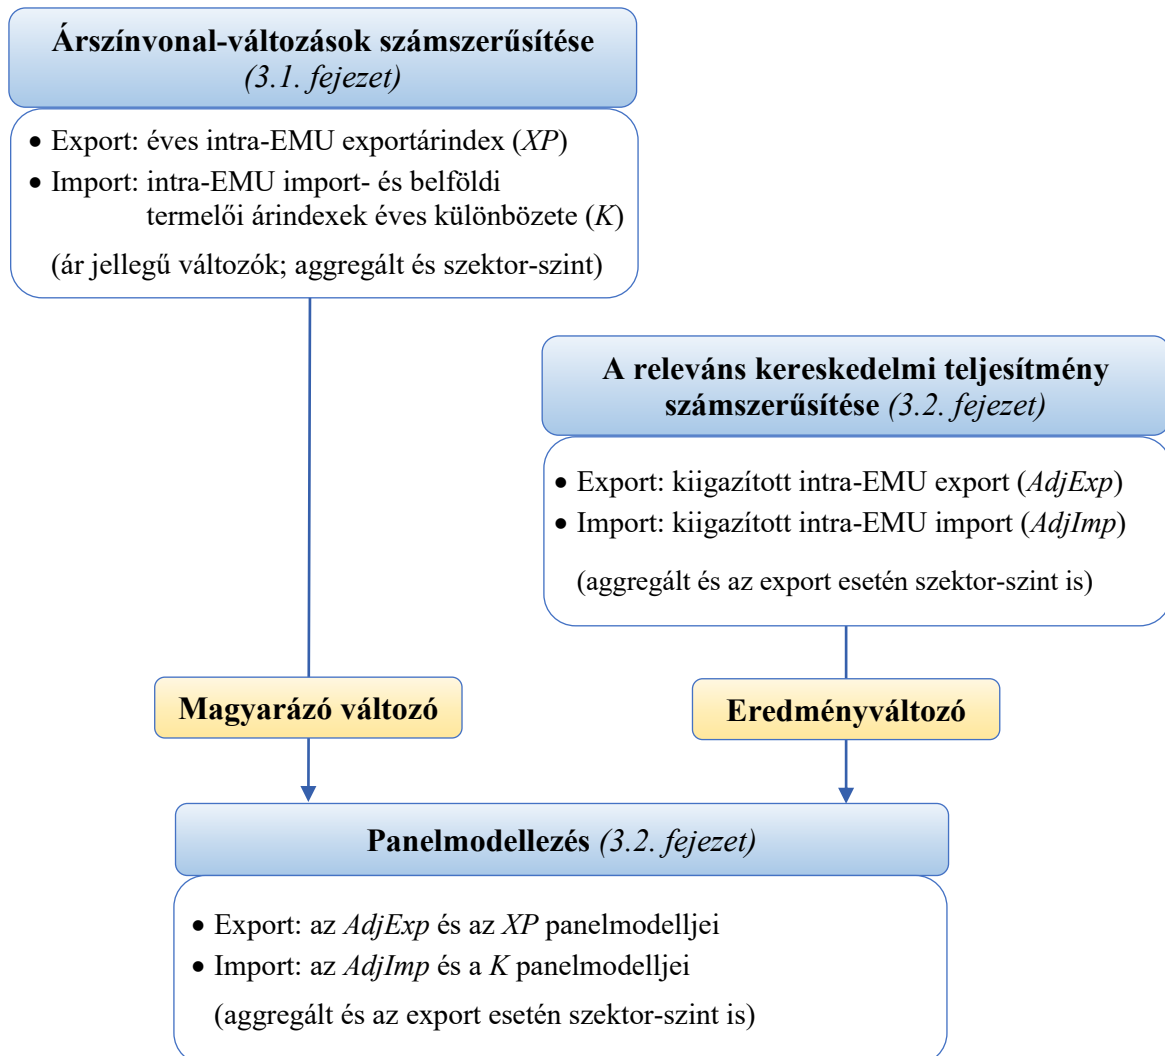 Árszínvonal-változások számszerűsítése
(3.1. fejezet)
• Export: éves intra-EMU exportárindex (XP)
• Import: intra-EMU import- és belföldi
termelői árindexek éves különbözete (K)
(ár jellegű változók; aggregált és szektor-szint)
A releváns kereskedelmi teljesítmény
számszerűsítése (3.2. fejezet)
• Export: kiigazított intra-EMU export (AdjExp)
• Import: kiigazított intra-EMU import (AdjImp)
(aggregált és az export esetén szektor-szint is)
Magyarázó változó
Eredményváltozó
Panelmodellezés (3.2. fejezet)
• Export: az AdjExp és az XP panelmodelljei
• Import: az AdjImp és a K panelmodelljei
(aggregált és az export esetén szektor-szint is)